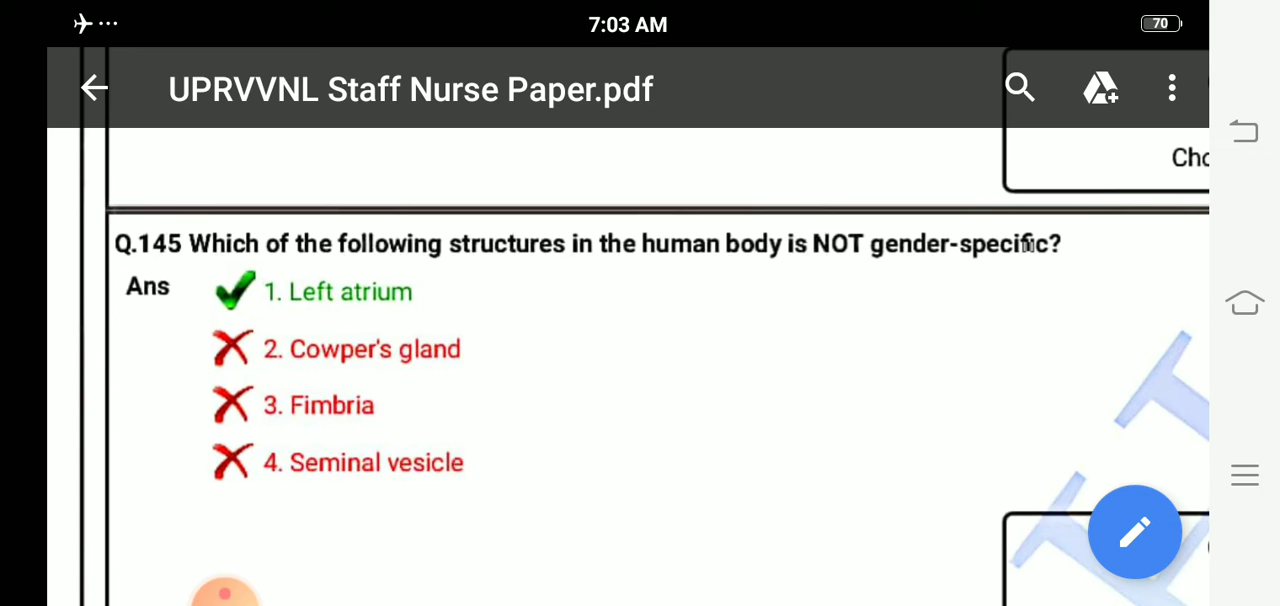 7:03 AM
70
UPRVVNL Staff Nurse Paper.pdf
Q.145 Which of the following structures in the human body is NOT gender-specific?
Ans 1. Left atrium
2. Cowper's gland
3. Fimbria
4. Seminal vesicle